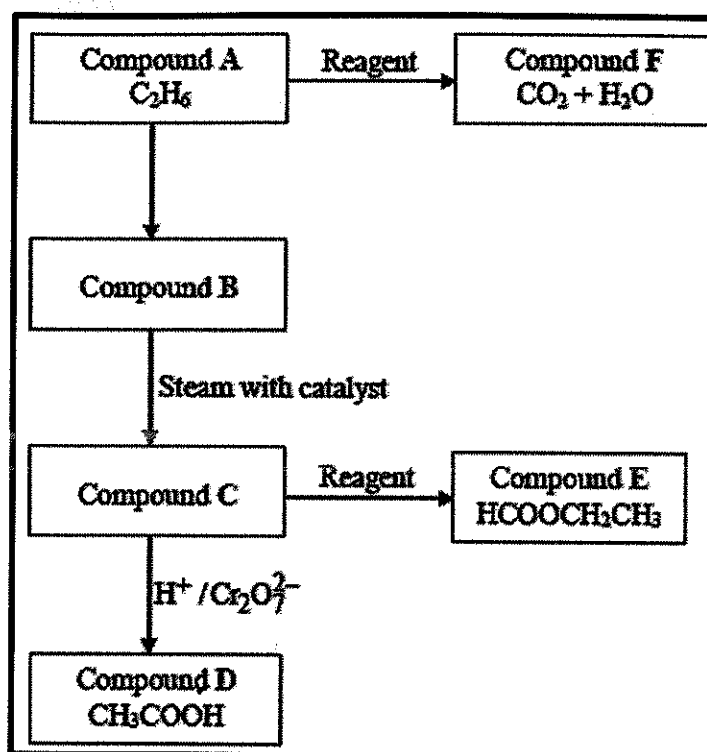 Compound A
C₂H₆
Reagent
Compound F
CO₂ + H₂O
Compound B
Steam with catalyst
Compound C
Reagent
Compound E
HCOOCH₂CH₃
H⁺ /Cr₂O₇²⁻
Compound D
CH₃COOH